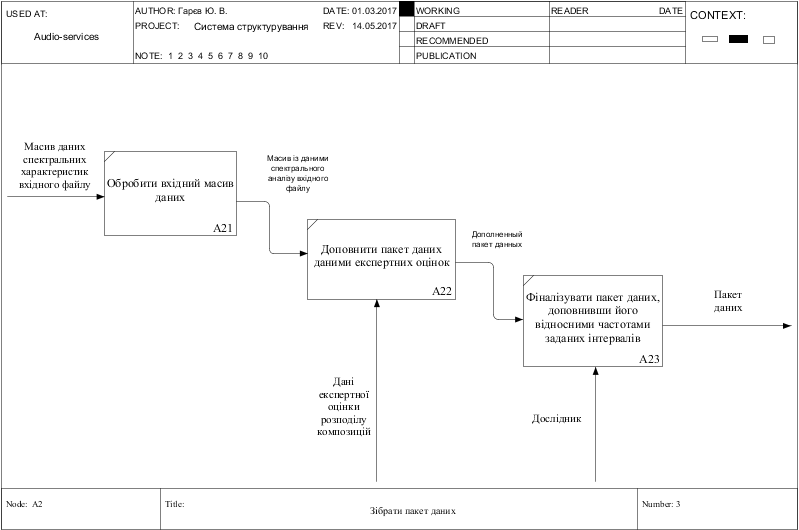 USED AT:
Audio-services
AUTHOR: Гарєв Ю. В.
DATE: 01.03.2017
PROJECT: Система структурування
REV: 14.05.2017
NOTE: 1 2 3 4 5 6 7 8 9 10
WORKING
DRAFT
RECOMMENDED
PUBLICATION
READER
DATE
CONTEXT:
Масив даних
спектральних
характеристик
вхідного файлу
Обробити вхідний масив
даних
A21
Масив із даними
спектрального
аналізу вхідного
файлу
Доповнити пакет даних
даними експертних оцінок
A22
Дополненный
пакет данных
Фіналізувати пакет даних,
доповнивши його
відносними частотами
заданих інтервалів
A23
Пакет
даних
Дані
експертної
оцінки
розподілу
композицій
Дослідник
Node: A2
Title:
Зібрати пакет даних
Number: 3